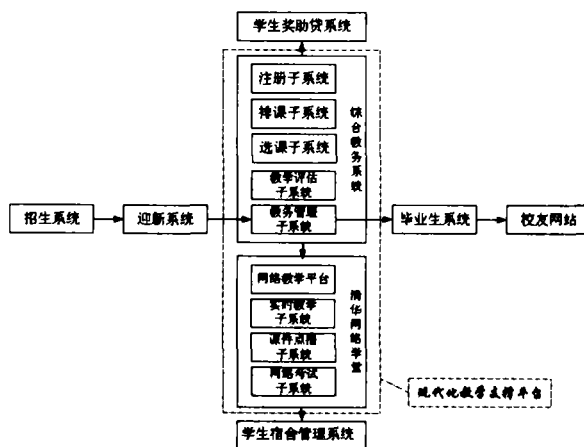 学生奖助贷系统
注册子系统
排课子系统
选课子系统
教学评估
子系统
教务管理
子系统
综合教务系统
招生系统
迎新系统
毕业生系统
校友网站
网络教学平台
实时教学
子系统
课件点播
子系统
网络考试
子系统
清华网络学堂
现代化教学支撑平台
学生宿舍管理系统